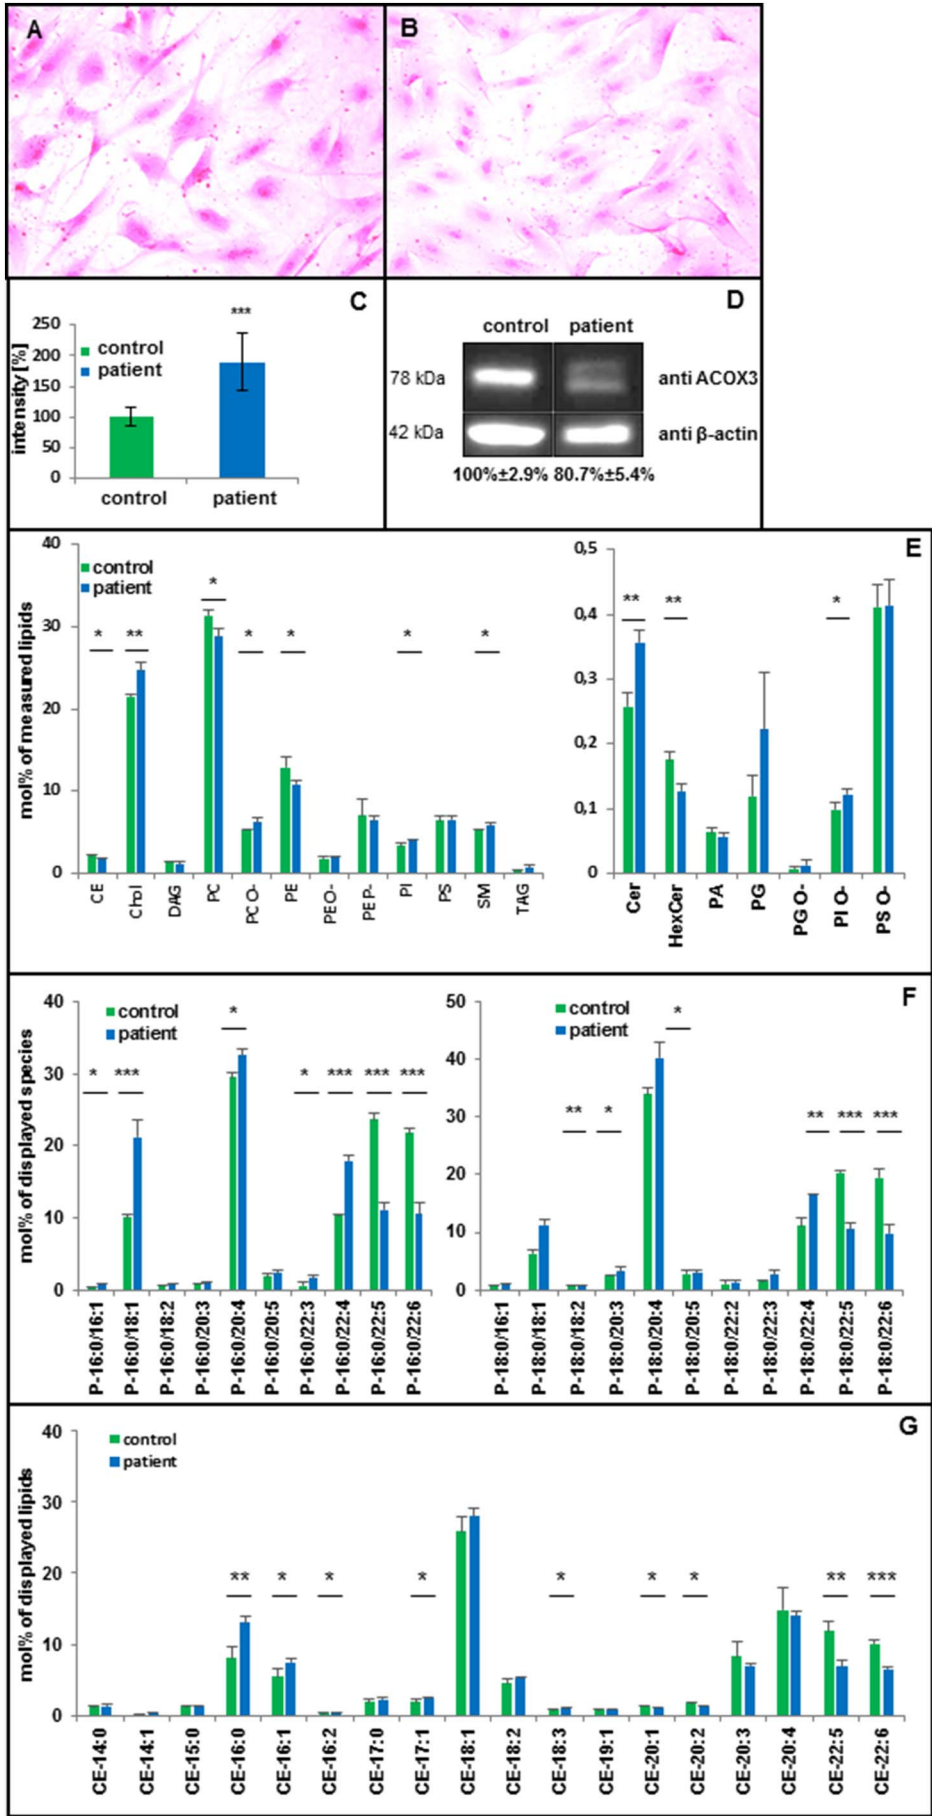 A
B
C
***
250
200
150
100
50
0
intensity [%]
control
patient
control
patient
D
control patient
78 kDa
anti ACOX3
42 kDa
anti β-actin
100%±2.9% 80.7%±5.4%
E
mol% of measured lipids
40
30
20
10
0
control
patient
* ** * * * * *
CE
Chol
DAG
PC
PC O-
PE
PE O-
PE P-
PI
PS
SM
TAG
0,5
0,4
0,3
0,2
0,1
0
** ** *
Cer
HexCer
PA
PG
PG O-
PI O-
PS O-
F
mol% of displayed species
40
30
20
10
0
control
patient
* *** * * *** *** ***
P-16:0/16:1
P-16:0/18:1
P-16:0/18:2
P-16:0/20:3
P-16:0/20:4
P-16:0/20:5
P-16:0/22:3
P-16:0/22:4
P-16:0/22:5
P-16:0/22:6
50
40
30
20
10
0
control
patient
** * * ** *** ***
P-18:0/16:1
P-18:0/18:1
P-18:0/18:2
P-18:0/20:3
P-18:0/20:4
P-18:0/20:5
P-18:0/22:2
P-18:0/22:3
P-18:0/22:4
P-18:0/22:5
P-18:0/22:6
G
mol% of displayed lipids
40
30
20
10
0
control
patient
** * * * * * * ** ***
CE-14:0
CE-14:1
CE-15:0
CE-16:0
CE-16:1
CE-16:2
CE-17:0
CE-17:1
CE-18:1
CE-18:2
CE-18:3
CE-19:1
CE-20:1
CE-20:2
CE-20:3
CE-20:4
CE-22:5
CE-22:6